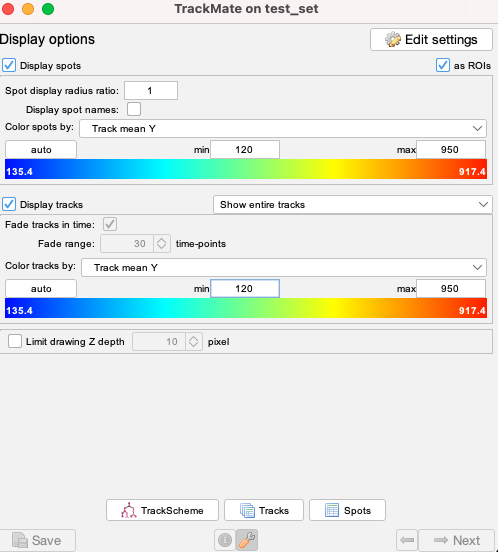 TrackMate on test_set
Display options
Edit settings
Display spots
as ROIs
Spot display radius ratio: 1
Display spot names:
Color spots by: Track mean Y
auto min 120 max 950
135.4 917.4
Display tracks Show entire tracks
Fade tracks in time:
Fade range: 30 time-points
Color tracks by: Track mean Y
auto min 120 max 950
135.4 917.4
Limit drawing Z depth 10 pixel
TrackScheme Tracks Spots
Save Next